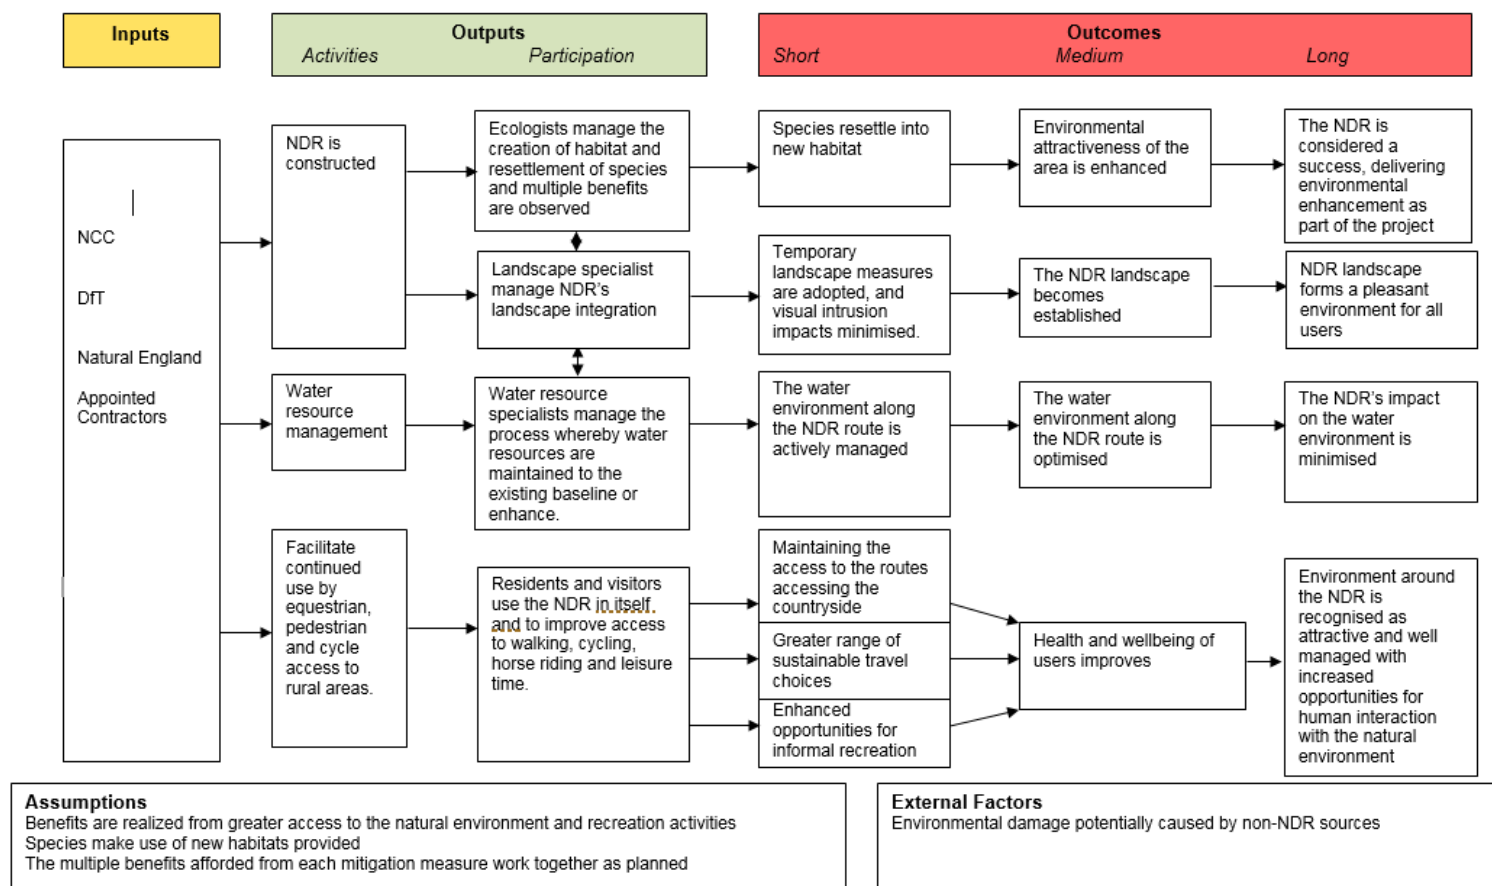 Inputs
Outputs
Activities
Participation
Outcomes
Short
Medium
Long
NCC
DfT
Natural England
Appointed
Contractors
NDR is
constructed
Ecologists manage the
creation of habitat and
resettlement of species
and multiple benefits
are observed
Species resettle into
new habitat
Environmental
attractiveness of the
area is enhanced
The NDR is
considered a
success, delivering
environmental
enhancement as
part of the project
Landscape specialist
manage NDR's
landscape integration
Temporary
landscape measures
are adopted, and
visual intrusion
impacts minimised.
The NDR landscape
becomes
established
NDR landscape
forms a pleasant
environment for all
users
Water
resource
management
Water resource
specialists manage the
process whereby water
resources are
maintained to the
existing baseline or
enhance.
The water
environment along
the NDR route is
actively managed
The water
environment along
the NDR route is
optimised
The NDR's impact
on the water
environment is
minimised
Facilitate
continued
use by
equestrian,
pedestrian
and cycle
access to
rural areas.
Residents and visitors
use the NDR in itself
and to improve access
to walking, cycling,
horse riding and leisure
time.
Maintaining the
access to the routes
accessing the
countryside
Greater range of
sustainable travel
choices
Enhanced
opportunities for
informal recreation
Health and wellbeing of
users improves
Environment around
the NDR is
recognised as
attractive and well
managed with
increased
opportunities for
human interaction
with the natural
environment
Assumptions
Benefits are realized from greater access to the natural environment and recreation activities
Species make use of new habitats provided
The multiple benefits afforded from each mitigation measure work together as planned
External Factors
Environmental damage potentially caused by non-NDR sources